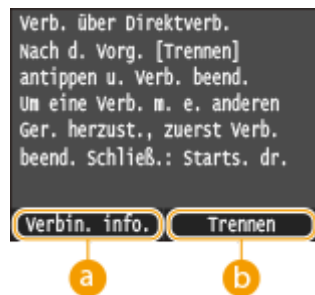 Verb. über Direktverb.
Nach d. Vorg. [Trennen]
antippen u. Verb. beend.
Um eine Verb. m. e. anderen
Ger. herzust., zuerst Verb.
beend. Schließ.: Starts. dr.
Verbin. info. Trennen
a b